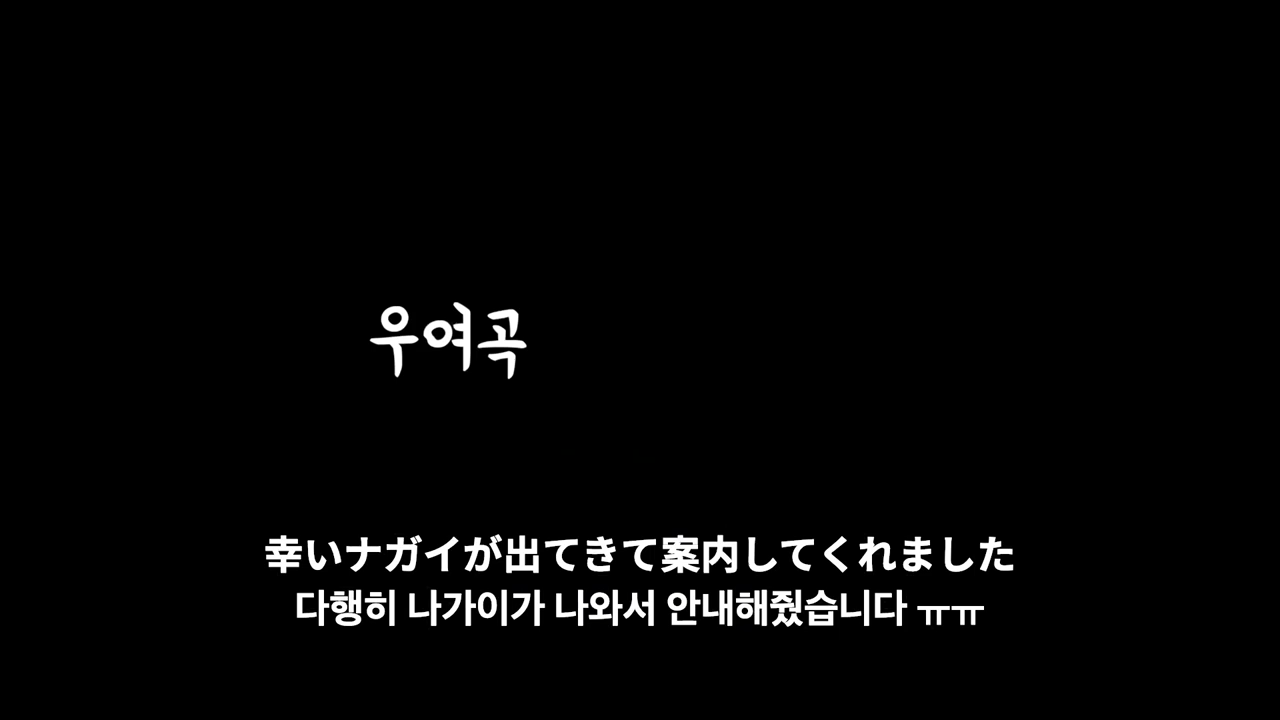 우여곡
幸いナガイが出てきて案内してくれました
다행히 나가이가 나와서 안내해줬습니다 ㅠㅠ